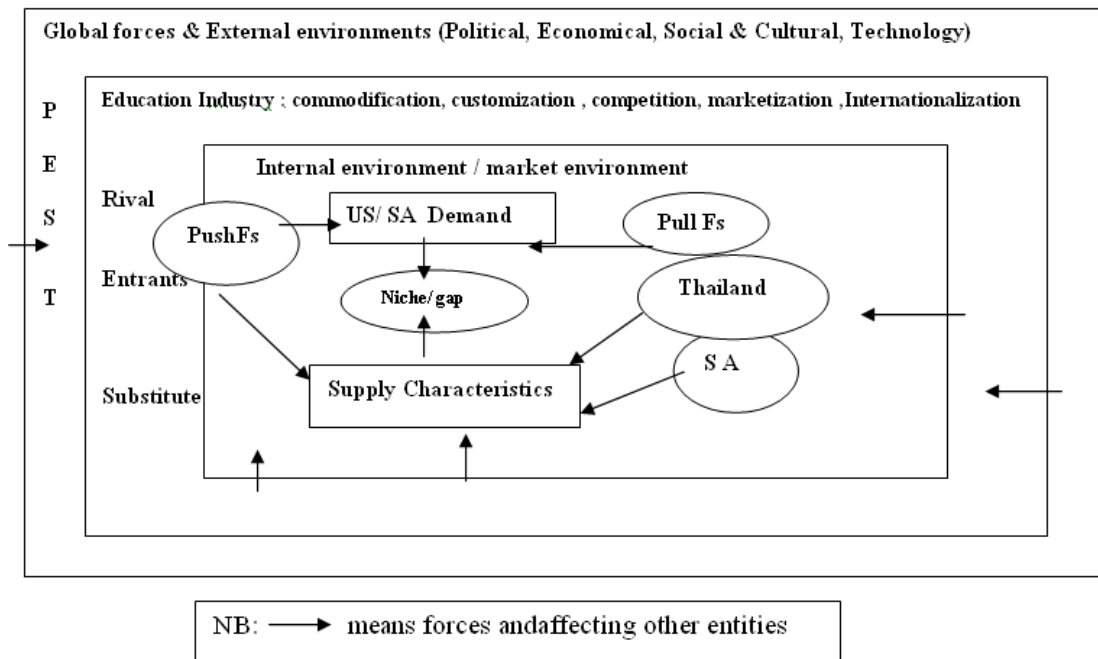 Global forces & External environments (Political, Economical, Social & Cultural, Technology)
P
E
S
T
Education Industry : commodification, customization , competition, marketization ,Internationalization
Internal environment / market environment
Rival
Entrants
Substitute
PushFs
US/ SA Demand
Pull Fs
Niche/gap
Thailand
S A
Supply Characteristics
NB: means forces andaffecting other entities